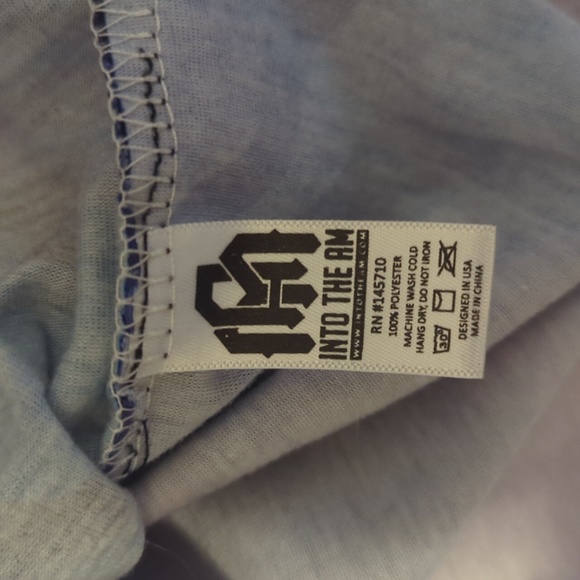 INTO THE AM
WWW.INTOTHEAM.COM
RN #145710
100% POLYESTER
MACHINE WASH COLD
HANG DRY, DO NOT IRON
30°
DESIGNED IN USA
MADE IN CHINA